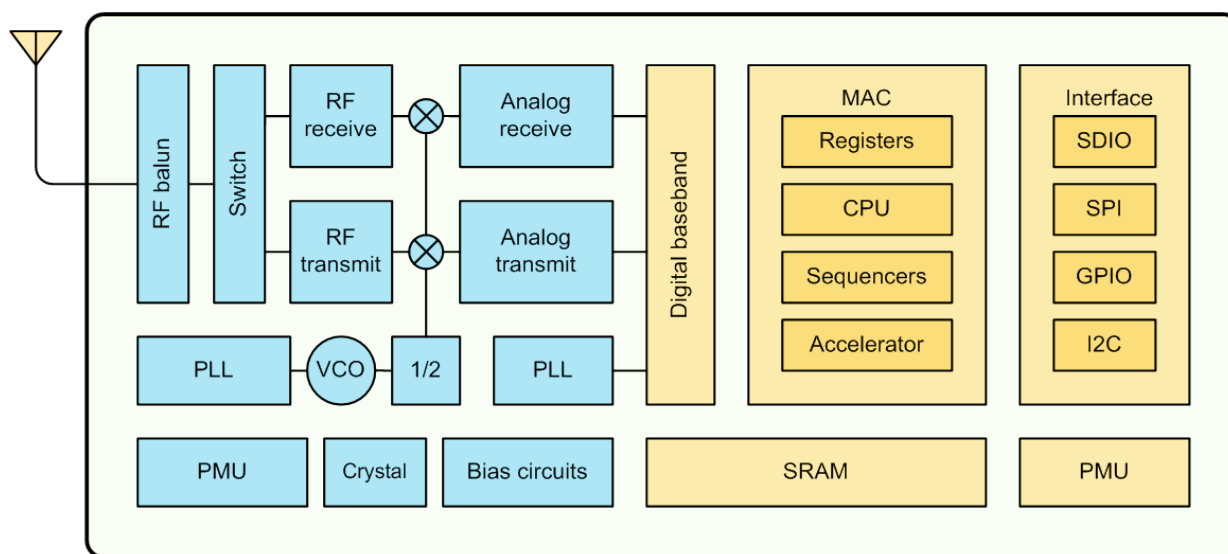 RF balun
Switch
RF
receive
Analog
receive
RF
transmit
Analog
transmit
Digital baseband
MAC
Registers
CPU
Sequencers
Accelerator
Interface
SDIO
SPI
GPIO
I2C
PLL
VCO
1/2
PLL
PMU
Crystal
Bias circuits
SRAM
PMU